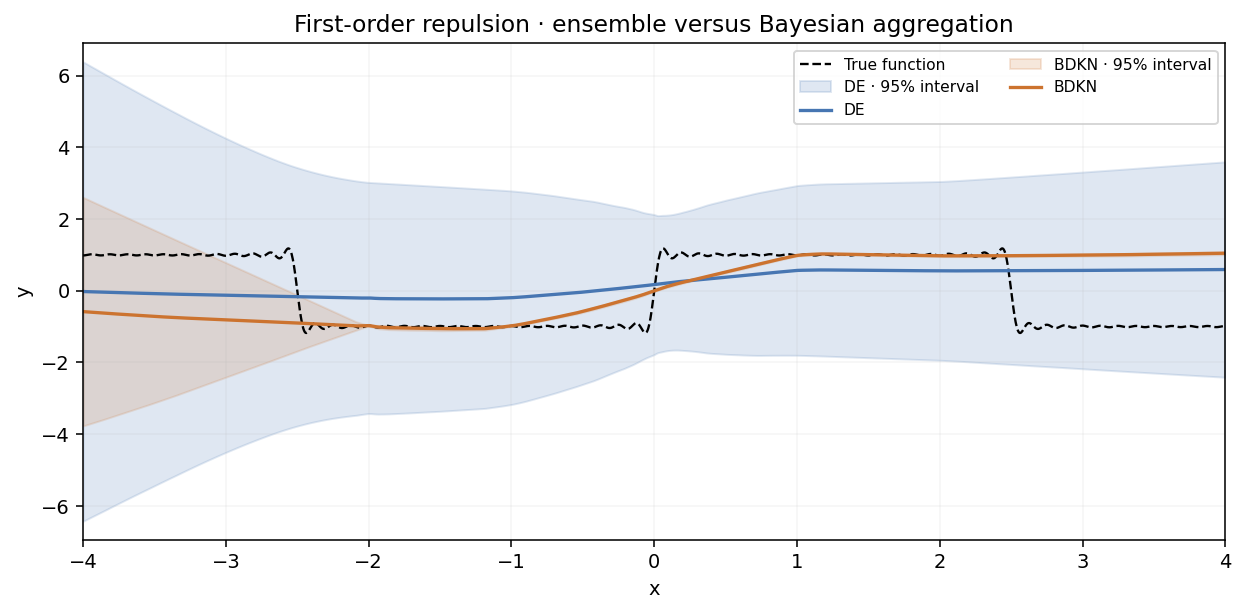 First-order repulsion · ensemble versus Bayesian aggregation
True function
DE · 95% interval
DE
BDKN · 95% interval
BDKN
y
6
4
2
0
−2
−4
−6
−4 −3 −2 −1 0 1 2 3 4
x